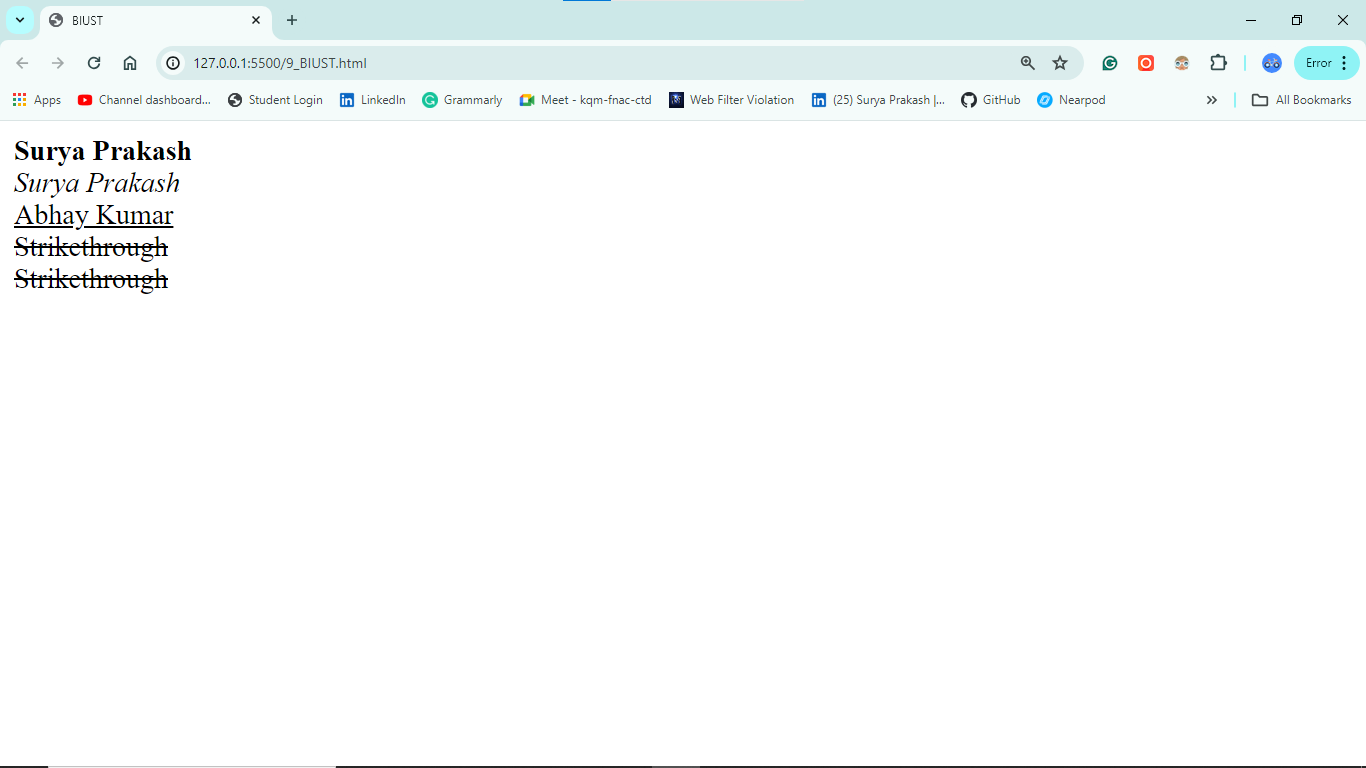 BIUST
127.0.0.1:5500/9_BIUST.html
Error
Apps
Channel dashboard...
Student Login
LinkedIn
Grammarly
Meet - kqm-fnac-ctd
Web Filter Violation
(25) Surya Prakash |...
GitHub
Nearpod
All Bookmarks
Surya Prakash
Surya Prakash
Abhay Kumar
Strikethrough
Strikethrough